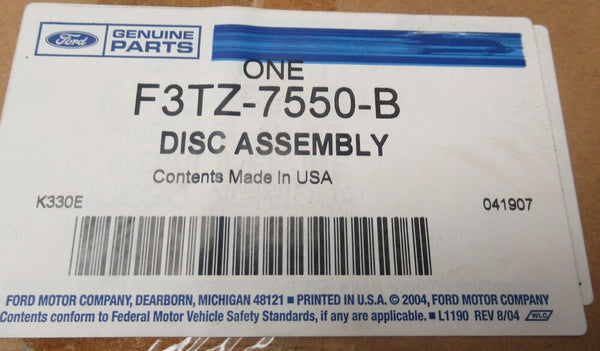 Ford GENUINE
PARTS
ONE
F3TZ-7550-B
DISC ASSEMBLY
Contents Made In USA
K330E 041907
FORD MOTOR COMPANY, DEARBORN, MICHIGAN 48121 ■ PRINTED IN U.S.A. © 2004, FORD MOTOR COMPANY
Contents conform to Federal Motor Vehicle Safety Standards, if any are applicable. ■ L1190 REV 8/04 WLC